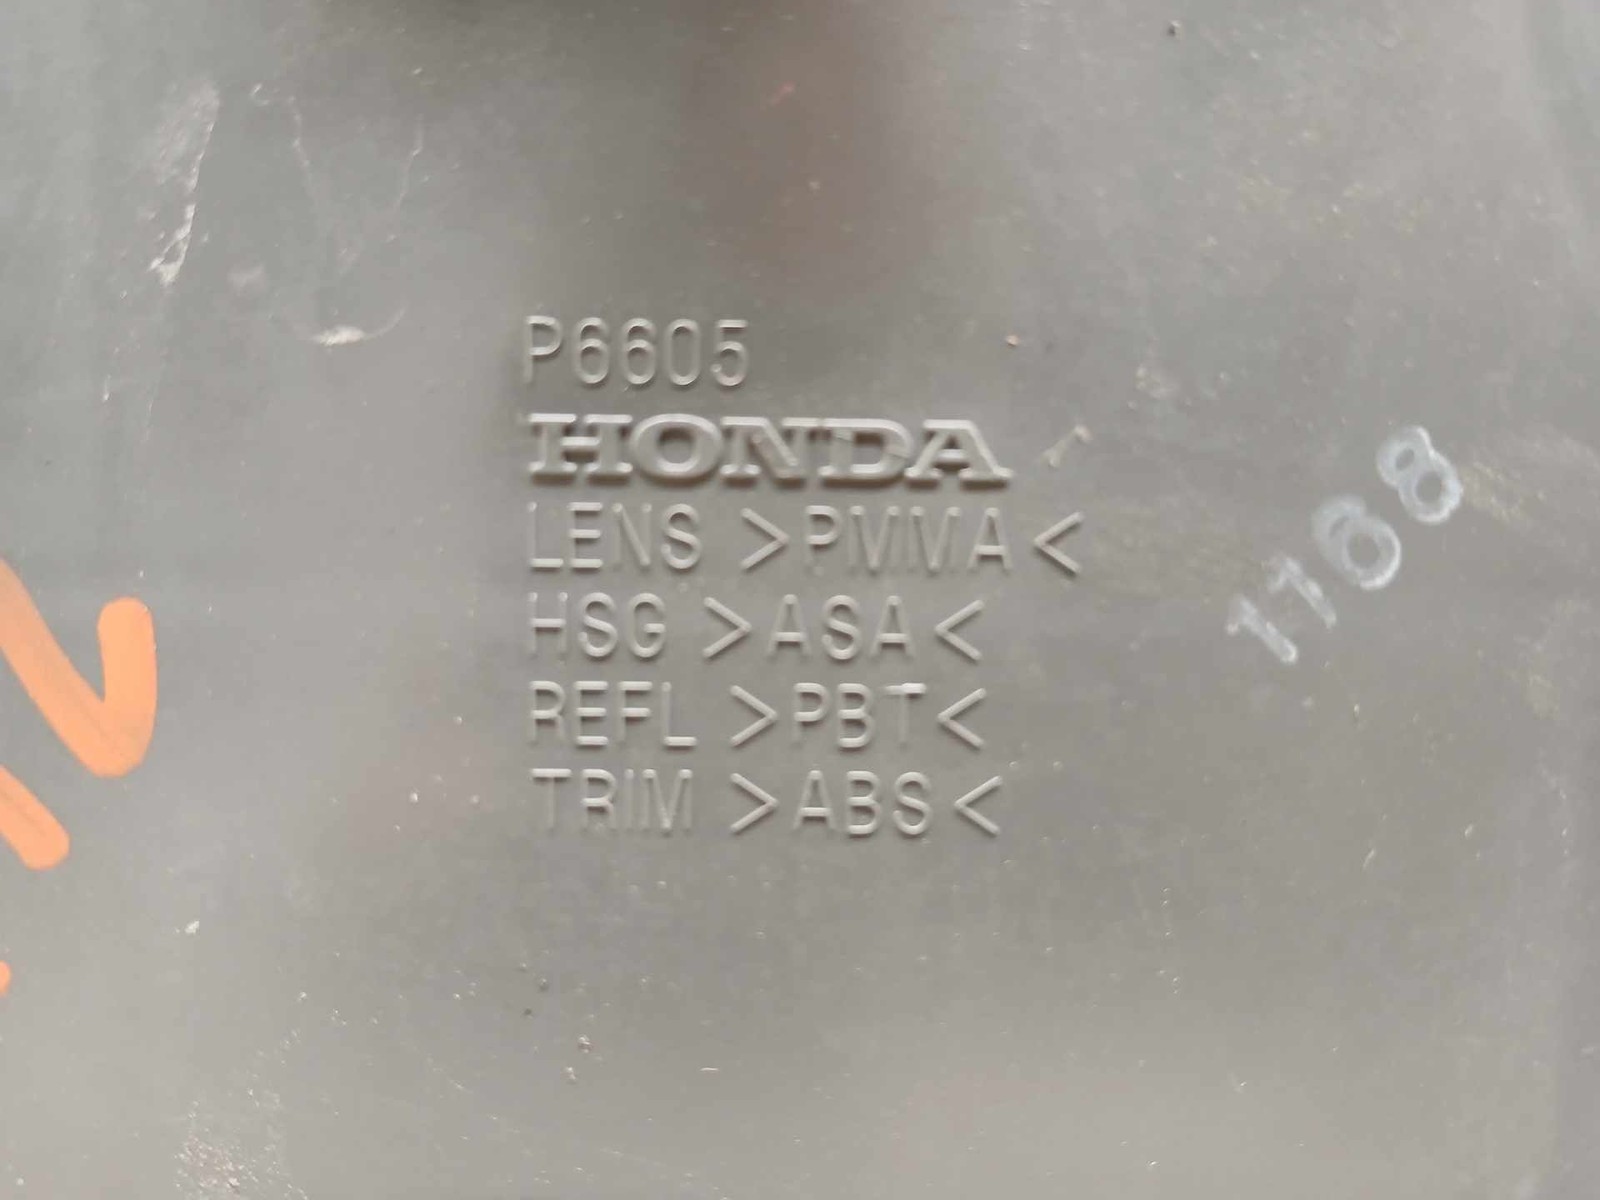 P6605
HONDA
LENS >PMMA<
HSG >ASA<
REFL >PBT<
TRIM >ABS<
1168